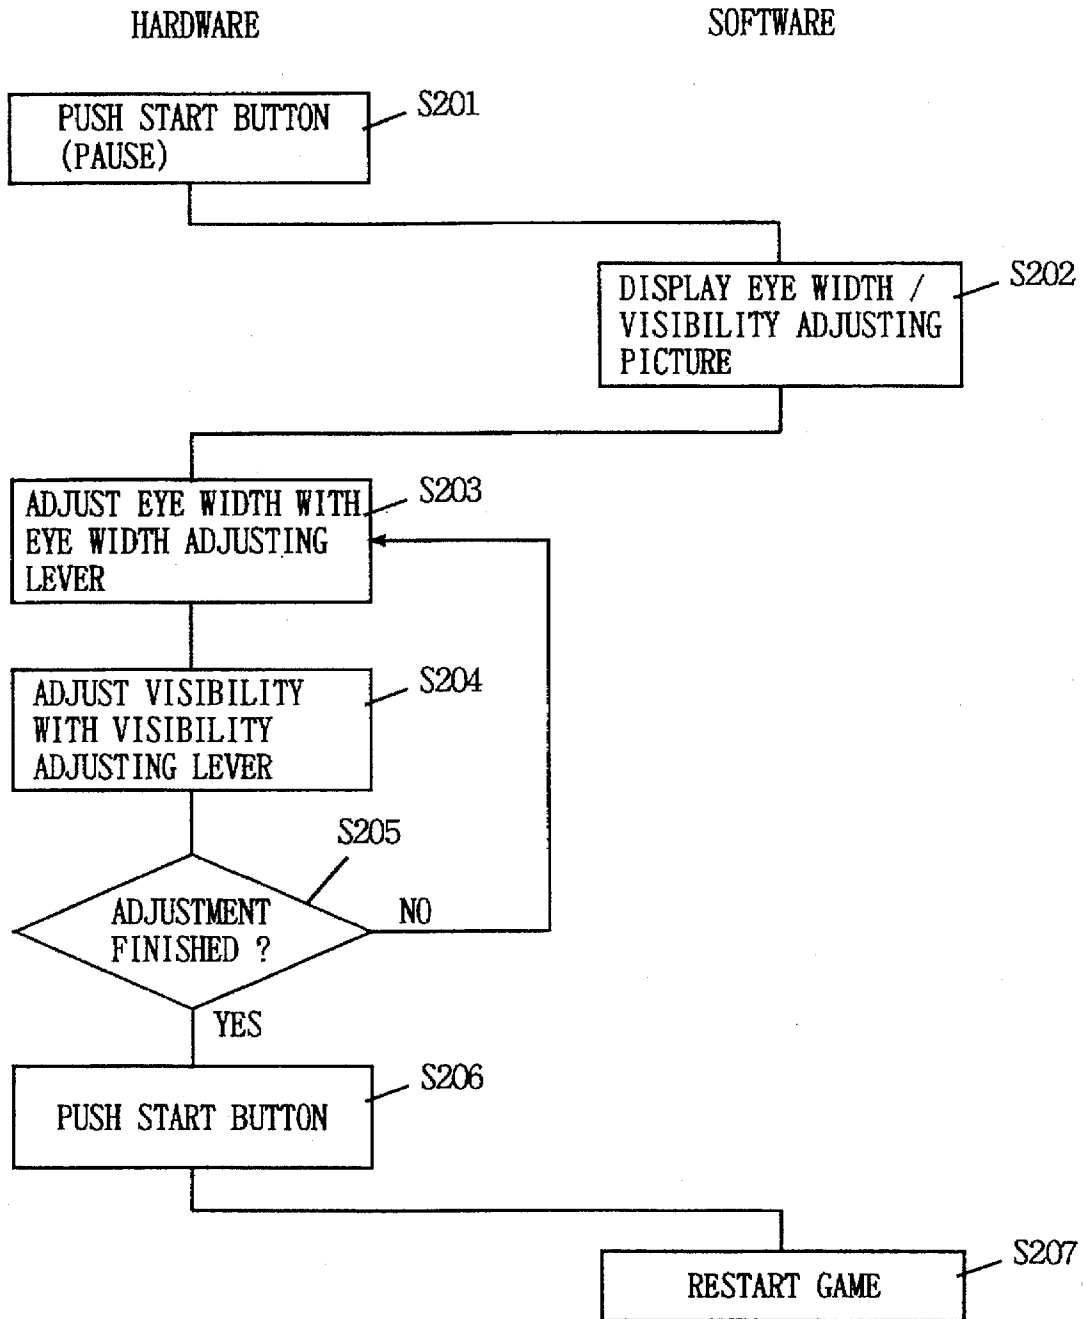 HARDWARE
SOFTWARE
PUSH START BUTTON
(PAUSE)
S201
DISPLAY EYE WIDTH /
VISIBILITY ADJUSTING
PICTURE
S202
ADJUST EYE WIDTH WITH
EYE WIDTH ADJUSTING
LEVER
S203
ADJUST VISIBILITY
WITH VISIBILITY
ADJUSTING LEVER
S204
S205
ADJUSTMENT
FINISHED ?
NO
YES
PUSH START BUTTON
S206
RESTART GAME
S207